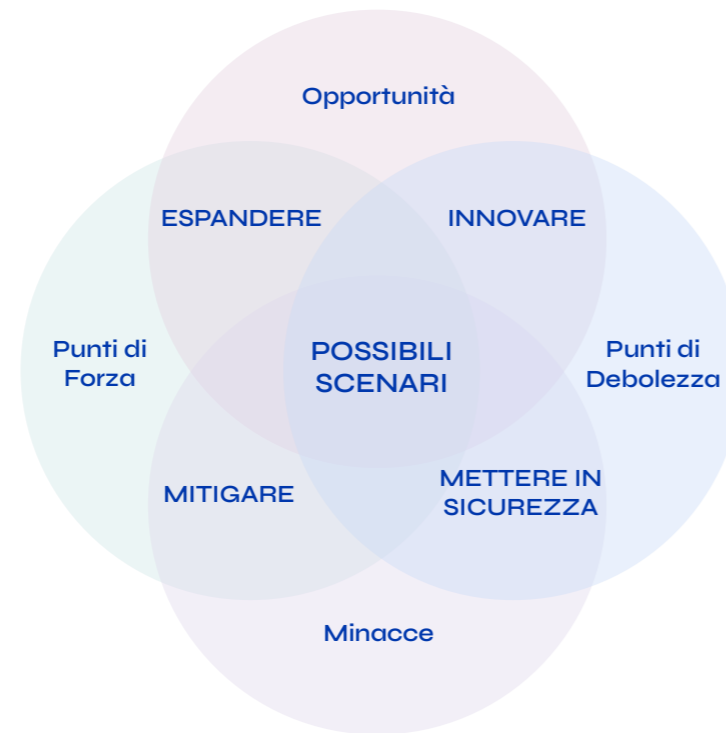 Opportunità
ESPANDERE
INNOVARE
Punti di
Forza
POSSIBILI
SCENARI
Punti di
Debolezza
MITIGARE
METTERE IN
SICUREZZA
Minacce